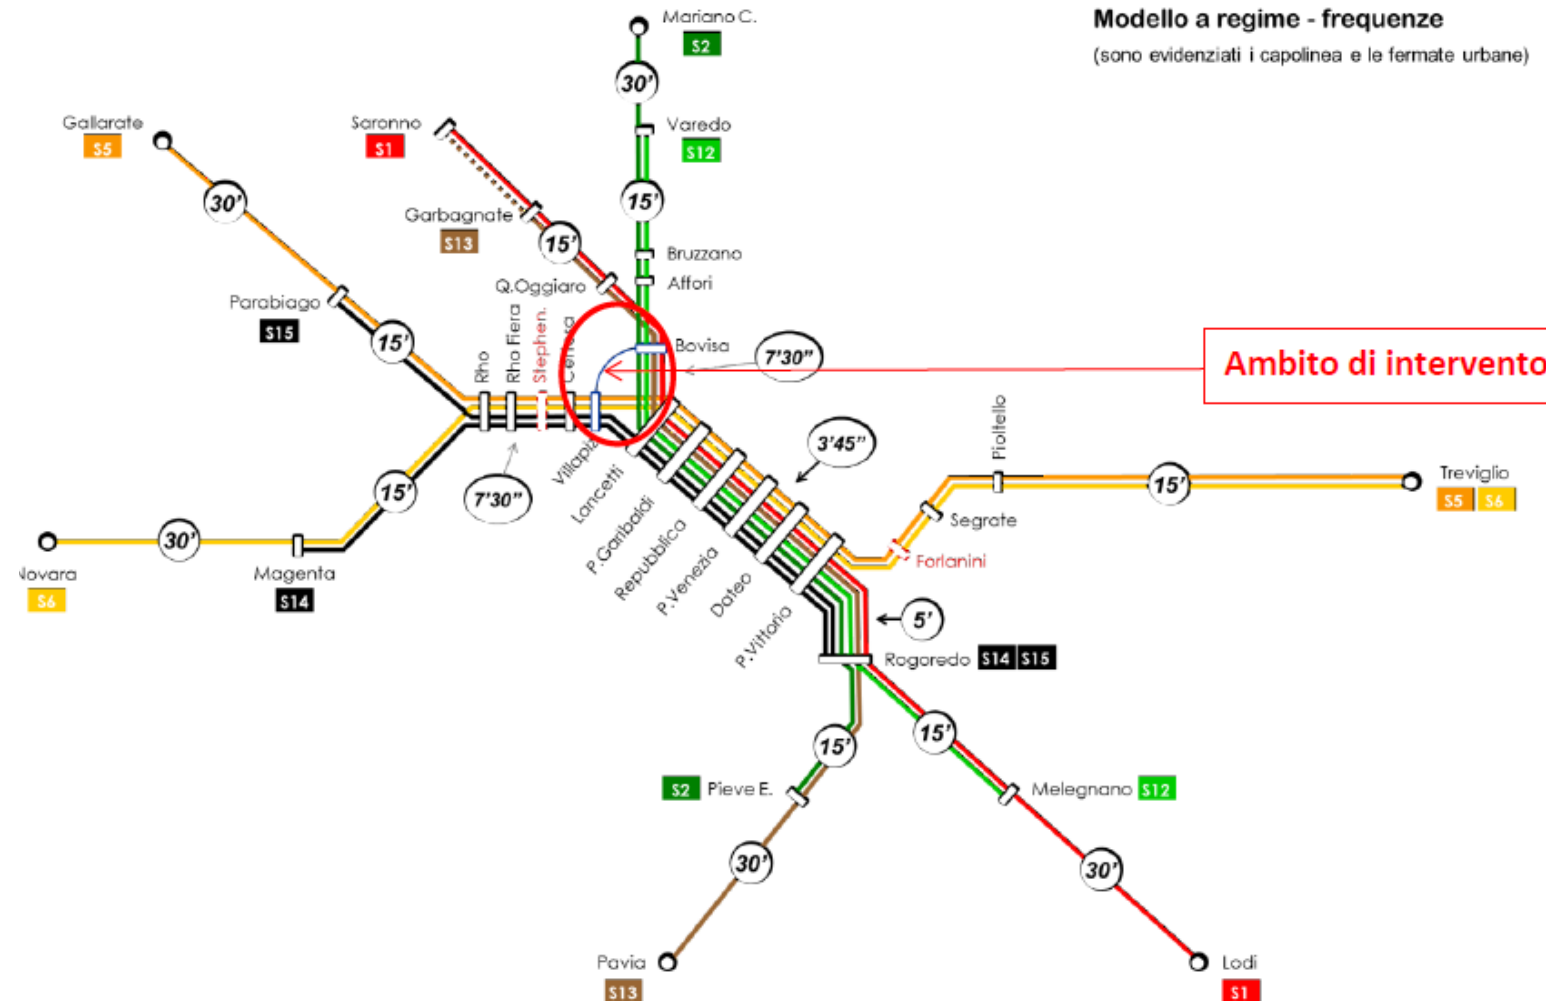 Modello a regime - frequenze
(sono evidenziati i capolinea e le fermate urbane)
Mariano C.
S2
30’
Gallarate
S5
Saronno
S1
Varedo
S12
30’
15’
Garbagnate
S13
15’
Bruzzano
Q.Oggiaro
Affori
Parabiago
S15
15’
Rho
Rho Fiera
Stephen.
Bovisa
7’30’’
Ambito di intervento
Villapiz
Lancetti
P.Garibaldi
Repubblica
P.Venezia
Dateo
P.Vittoria
3’45’’
7’30’’
15’
Pioltello
15’
Treviglio
S5 S6
Segrate
Forlanini
30’
Novara
S6
Magenta
S14
5’
Rogoredo S14 S15
15’
15’
S2 Pieve E.
Melegnano S12
30’
30’
Pavia
S13
Lodi
S1